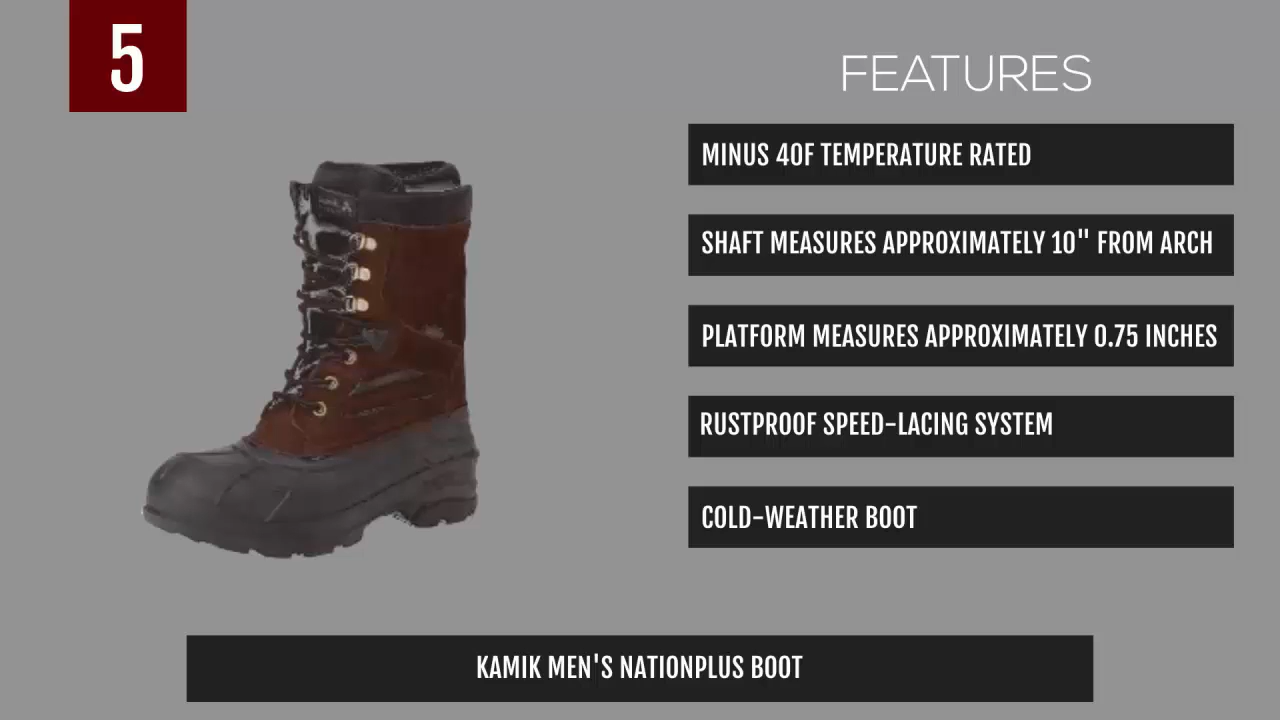 5
FEATURES
MINUS 40F TEMPERATURE RATED
SHAFT MEASURES APPROXIMATELY 10" FROM ARCH
PLATFORM MEASURES APPROXIMATELY 0.75 INCHES
RUSTPROOF SPEED-LACING SYSTEM
COLD-WEATHER BOOT
KAMIK MEN'S NATIONPLUS BOOT